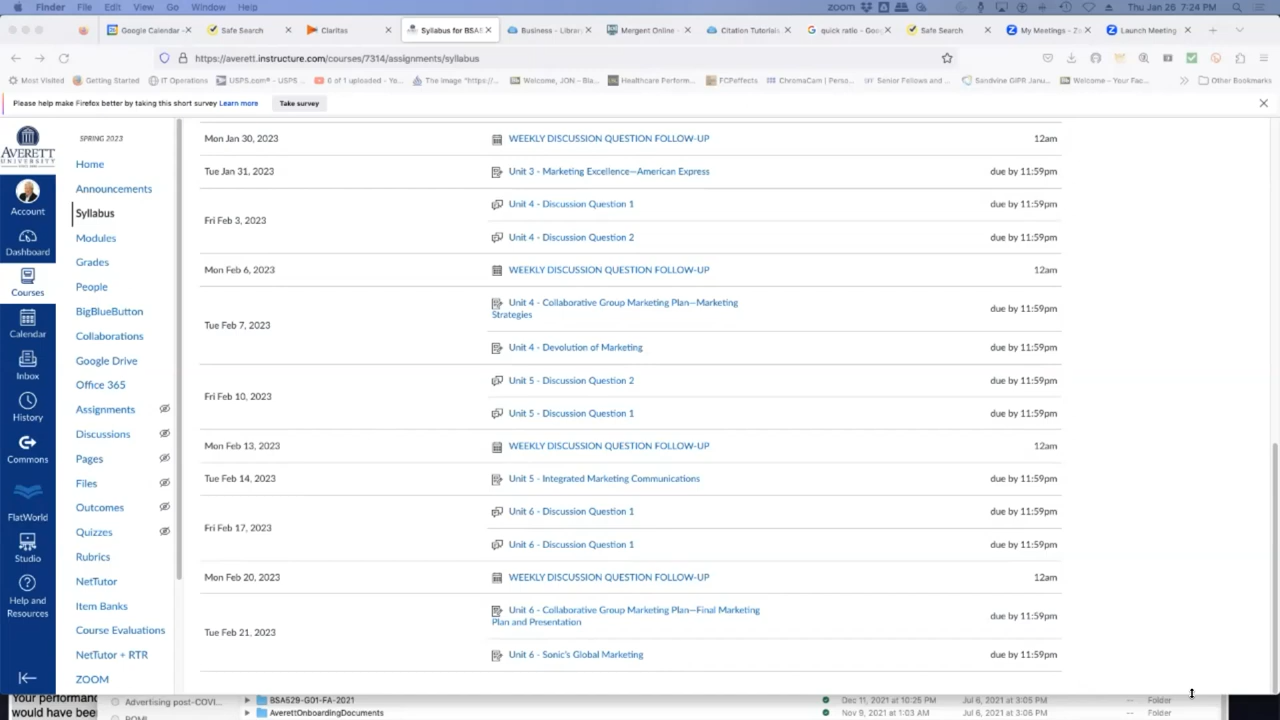 Finder File Edit View Go Window Help zoom Thu Jan 26 7:24 PM
Google Calendar - Safe Search Claritas Syllabus for BSA5 Business - Librar Mergent Online - Citation Tutorials quick ratio - Goo Safe Search My Meetings - Z Launch Meeting
https://averett.instructure.com/courses/7314/assignments/syllabus
Most Visited Getting Started IT Operations USPS.com® - USPS ... 6 of 1 uploaded - Yo... The image "https:/... Welcome, JON - Bla... Healthcare Perform... FCPeffects ChromaCam | Perso... Senior Fellows and ... Sandvine GIPR Janu... Welcome - Your Fac... Other Bookmarks
Please help make Firefox better by taking this short survey Learn more Take survey
AVERETT
UNIVERSITY
Account
Dashboard
Courses
Calendar
Inbox
History
Commons
FlatWorld
Studio
Help and
Resources
SPRING 2023
Home
Announcements
Syllabus
Modules
Grades
People
BigBlueButton
Collaborations
Google Drive
Office 365
Assignments
Discussions
Pages
Files
Outcomes
Quizzes
Rubrics
NetTutor
Item Banks
Course Evaluations
NetTutor + RTR
ZOOM
Mon Jan 30, 2023 WEEKLY DISCUSSION QUESTION FOLLOW-UP 12am
Tue Jan 31, 2023 Unit 3 - Marketing Excellence—American Express due by 11:59pm
Fri Feb 3, 2023 Unit 4 - Discussion Question 1 due by 11:59pm
Unit 4 - Discussion Question 2 due by 11:59pm
Mon Feb 6, 2023 WEEKLY DISCUSSION QUESTION FOLLOW-UP 12am
Tue Feb 7, 2023 Unit 4 - Collaborative Group Marketing Plan—Marketing
Strategies due by 11:59pm
Unit 4 - Devolution of Marketing due by 11:59pm
Fri Feb 10, 2023 Unit 5 - Discussion Question 2 due by 11:59pm
Unit 5 - Discussion Question 1 due by 11:59pm
Mon Feb 13, 2023 WEEKLY DISCUSSION QUESTION FOLLOW-UP 12am
Tue Feb 14, 2023 Unit 5 - Integrated Marketing Communications due by 11:59pm
Fri Feb 17, 2023 Unit 6 - Discussion Question 1 due by 11:59pm
Unit 6 - Discussion Question 1 due by 11:59pm
Mon Feb 20, 2023 WEEKLY DISCUSSION QUESTION FOLLOW-UP 12am
Tue Feb 21, 2023 Unit 6 - Collaborative Group Marketing Plan—Final Marketing
Plan and Presentation due by 11:59pm
Unit 6 - Sonic's Global Marketing due by 11:59pm
Your performanc Advertising post-COVI... BSA529-G01-FA-2021 Dec 11, 2021 at 10:25 PM Jul 6, 2021 at 3:05 PM -- Folder
would have bee AverettOnboardingDocuments Nov 9, 2021 at 1:03 AM Jul 6, 2021 at 3:06 PM -- Folder